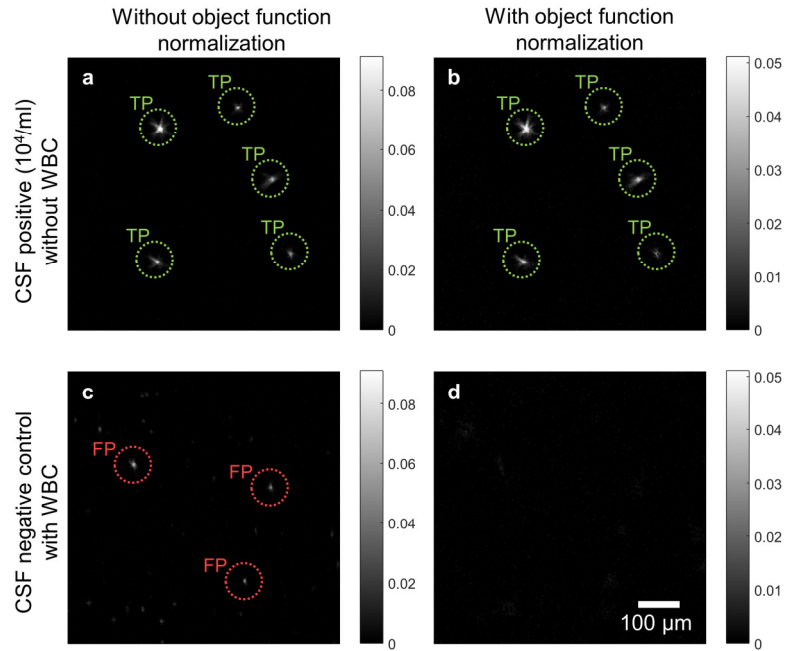 Without object function
normalization
With object function
normalization
CSF positive (10⁴/ml)
without WBC
a
TP
TP
TP
TP
TP
0.08
0.06
0.04
0.02
0
b
TP
TP
TP
TP
TP
0.05
0.04
0.03
0.02
0.01
0
CSF negative control
with WBC
c
FP
FP
FP
0.08
0.06
0.04
0.02
0
d
100 µm
0.05
0.04
0.03
0.02
0.01
0